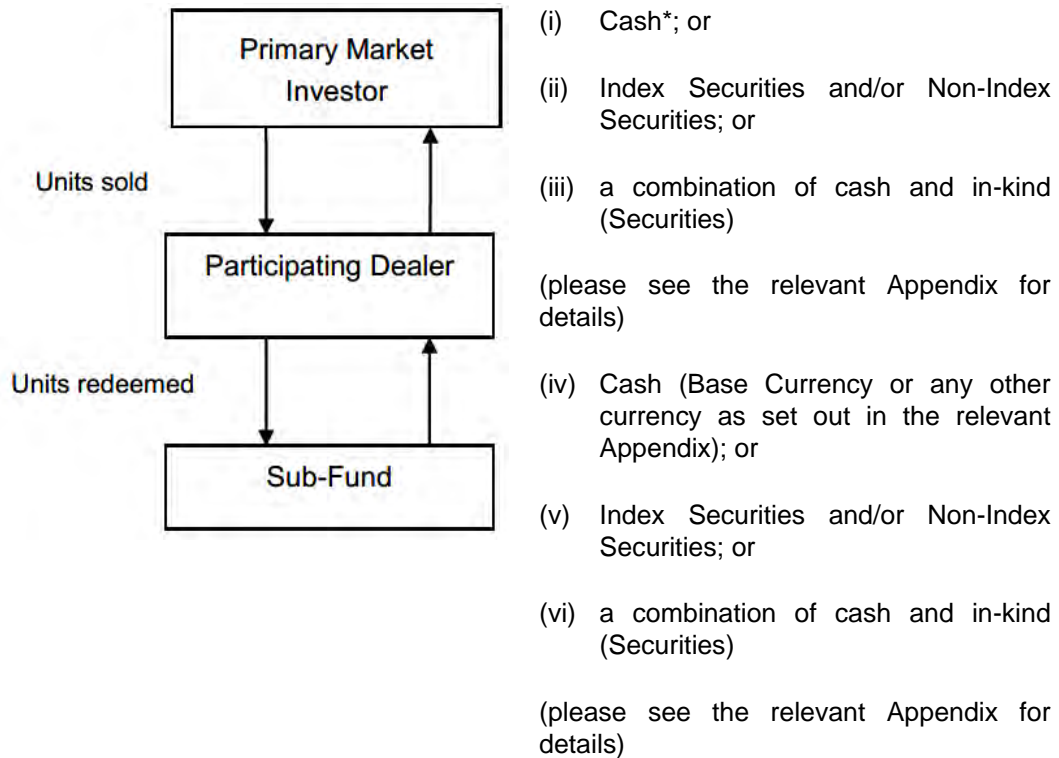 Primary Market
Investor
Units sold
Participating Dealer
Units redeemed
Sub-Fund
(i) Cash*; or
(ii) Index Securities and/or Non-Index
Securities; or
(iii) a combination of cash and in-kind
(Securities)
(please see the relevant Appendix for
details)
(iv) Cash (Base Currency or any other
currency as set out in the relevant
Appendix); or
(v) Index Securities and/or Non-Index
Securities; or
(vi) a combination of cash and in-kind
(Securities)
(please see the relevant Appendix for
details)